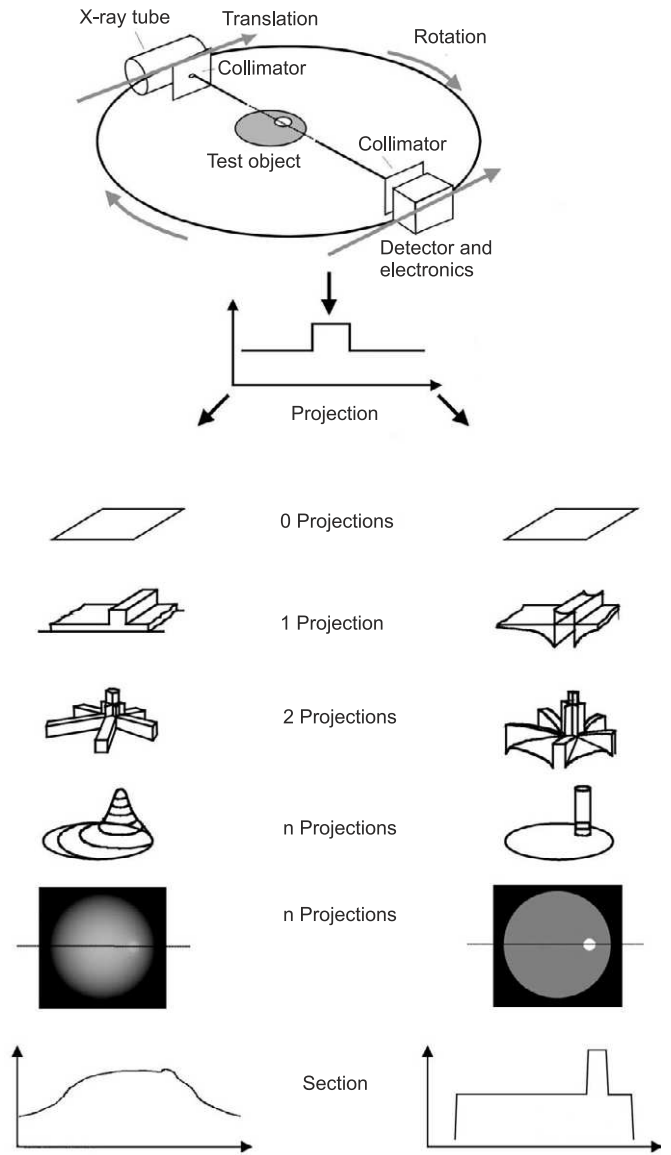 X-ray tube
Translation
Rotation
Collimator
Collimator
Test object
Detector and
electronics
Projection
0 Projections
1 Projection
2 Projections
n Projections
n Projections
Section